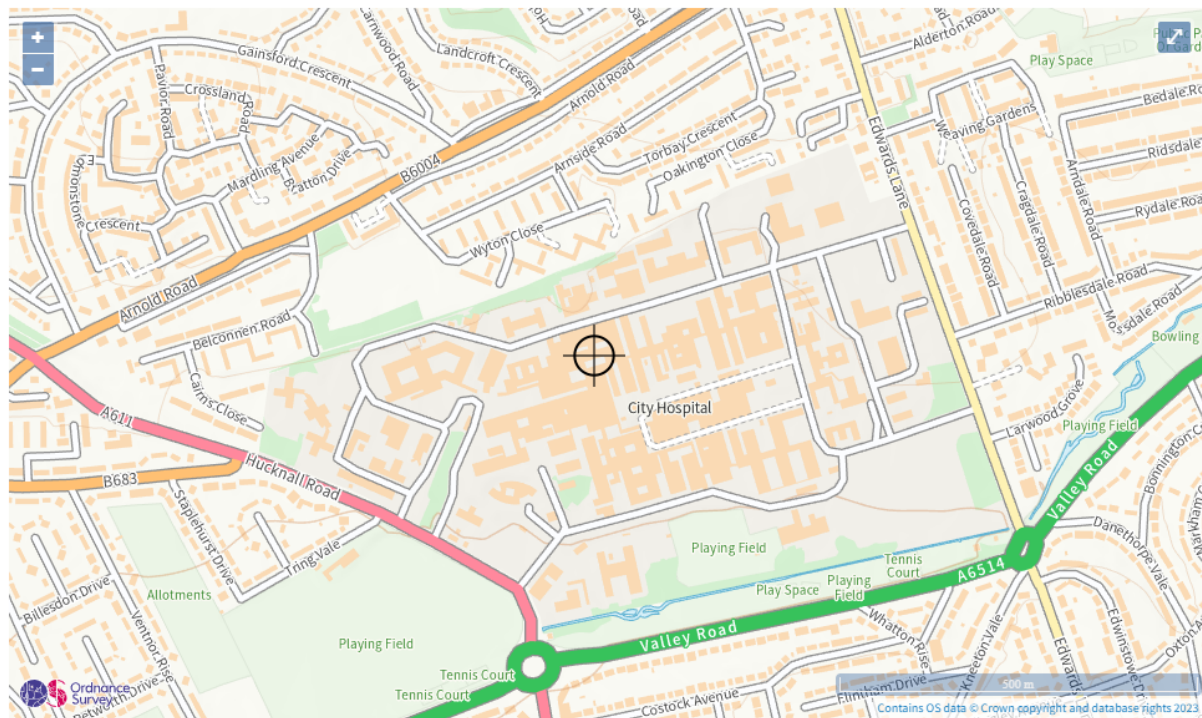 Gainsford Crescent
Landcroft Crescent
Alderton Road
Play Space
Pavior Road
Crossland Road
Arnold Road
Bedale
Weaving Gardens
Edwards Lane
Arnside Road
Torbay Crescent
Oakington Close
Mardling Avenue
Bratton Drive
B6004
Arndale Road
Ridsdale
Edmonstone
Crescent
Cragdale Road
Covedale Road
Rydale Road
Wyton Close
Arnold Road
Ribblesdale Road
Mossdale Road
Belconnen Road
Bowling
Cairns Close
A611
City Hospital
Larwood Grove
Playing Field
Hucknall Road
B683
Valley Road
Staplehurst Drive
Tring Vale
Danethorpe Vale
Playing Field
Tennis
Court
A6514
Play Space
Playing
Field
Billesdon Drive
Allotments
Ventnor Rise
Whatton Rise
Kneeton Vale
Edwinstowe
Playing Field
Valley Road
Edwards
Tennis Court
Tennis Court
Costock Avenue
Flintham Drive
Ordnance
Survey
500 m
Contains OS data © Crown copyright and database rights 2023